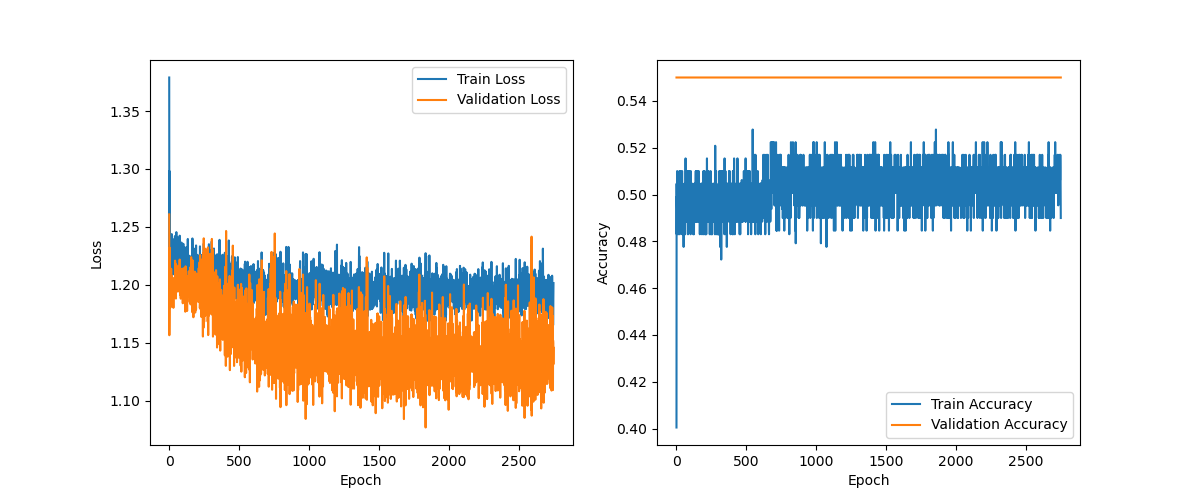 Train Loss
Validation Loss
1.35
1.30
1.25
1.20
1.15
1.10
Loss
0 500 1000 1500 2000 2500
Epoch
0.54
0.52
0.50
0.48
0.46
0.44
0.42
0.40
Accuracy
Train Accuracy
Validation Accuracy
0 500 1000 1500 2000 2500
Epoch